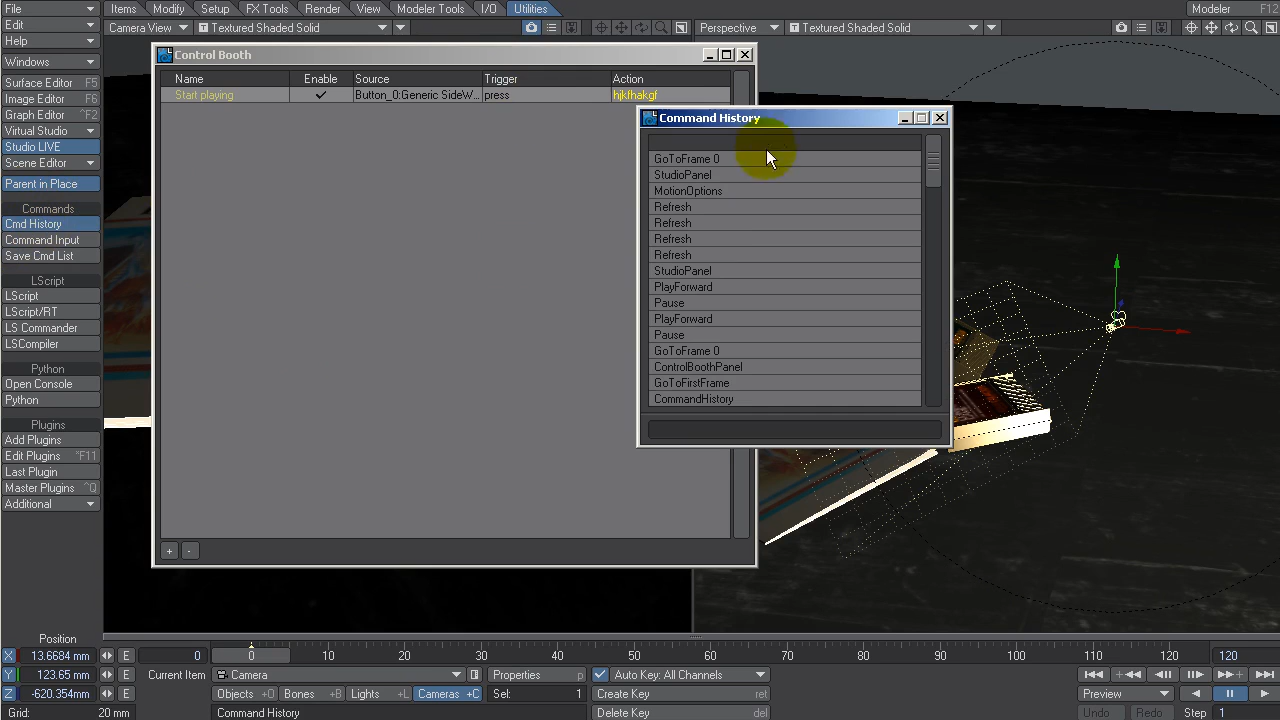 File
Items Modify Setup FX Tools Render View Modeler Tools I/O Utilities
Modeler F12
Edit
Help
Windows
Surface Editor F5
Image Editor F6
Graph Editor ^F2
Virtual Studio
Studio LIVE
Scene Editor
Parent in Place
Commands
Cmd History
Command Input
Save Cmd List
LScript
LScript
LScript/RT
LS Commander
LSCompiler
Python
Open Console
Python
Plugins
Add Plugins
Edit Plugins ^F11
Last Plugin
Master Plugins ^Q
Additional
Camera View Textured Shaded Solid
Perspective Textured Shaded Solid
Control Booth
Name Enable Source Trigger Action
Start playing Button_0:Generic SideW... press hjkfhakgf
+ -
Command History
GoToFrame 0
StudioPanel
MotionOptions
Refresh
Refresh
Refresh
Refresh
StudioPanel
PlayForward
Pause
PlayForward
Pause
GoToFrame 0
ControlBoothPanel
GoToFirstFrame
CommandHistory
Position
X 13.6684 mm E 0
0 10 20 30 40 50 60 70 80 90 100 110 120
Y 123.65 mm E Current Item Camera Properties p Auto Key: All Channels
Z -620.354mm E Objects +O Bones +B Lights +L Cameras +C Sel: 1 Create Key ret Preview
Grid: 20 mm Command History Delete Key del Undo Redo Step 1